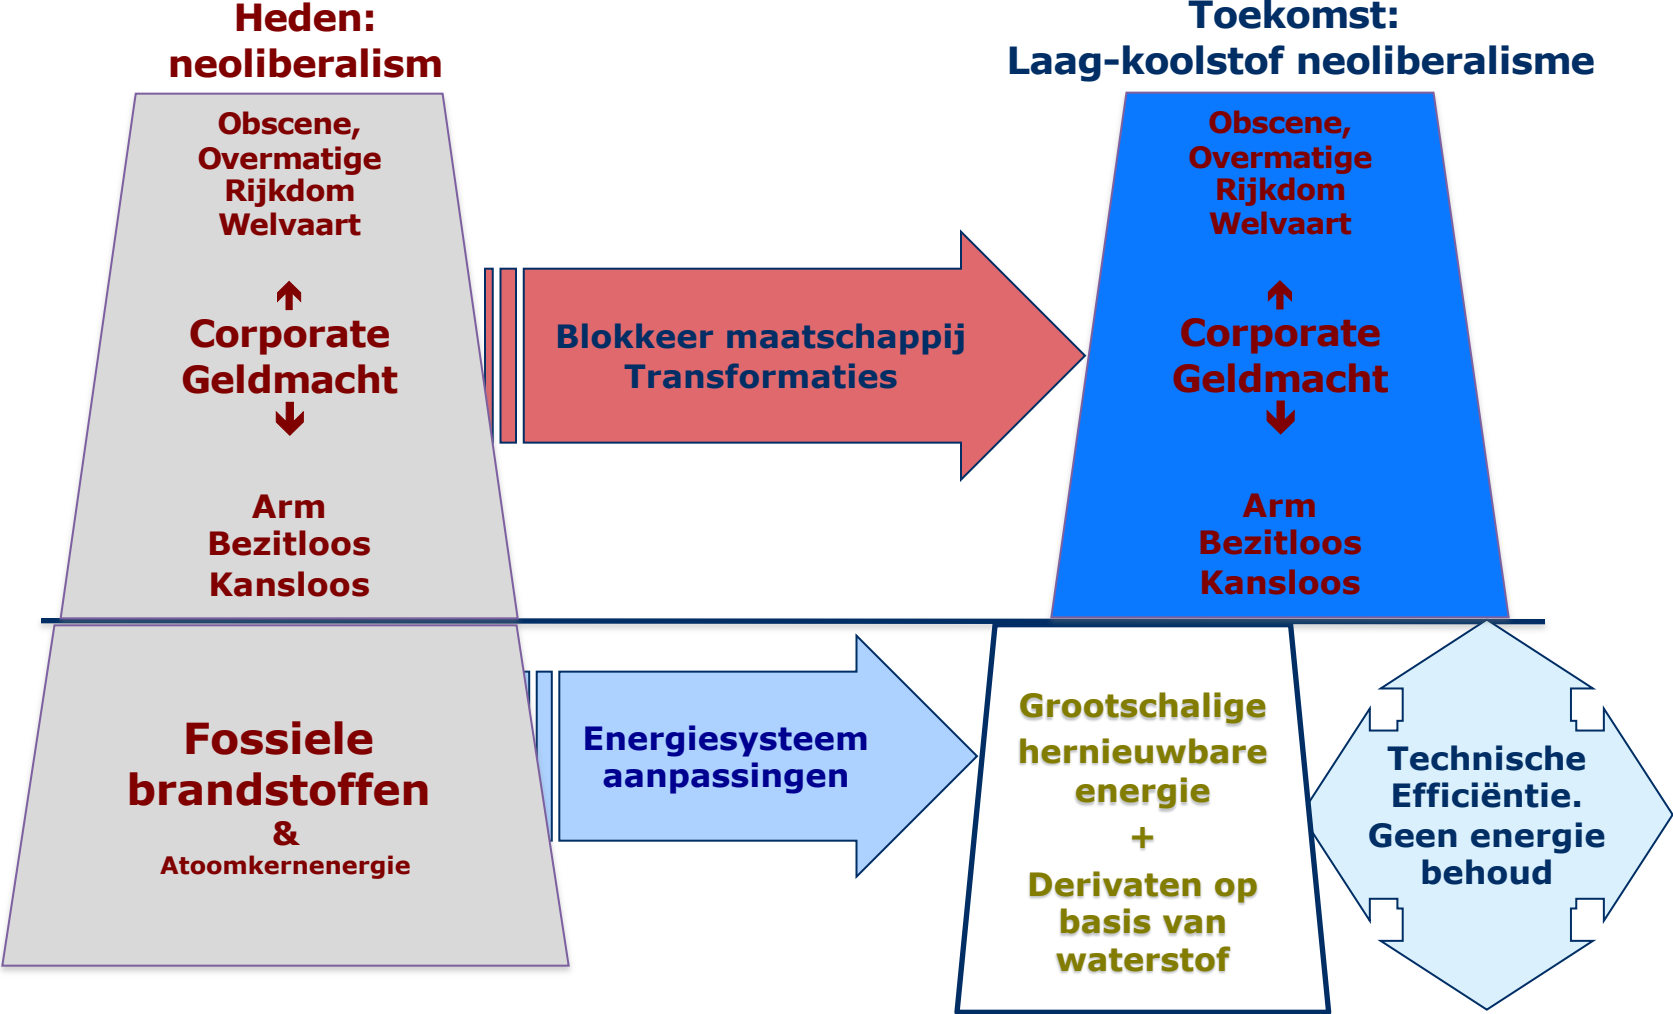 Heden:
neoliberalism
Obscene,
Overmatige
Rijkdom
Welvaart
Corporate
Geldmacht
Arm
Bezitloos
Kansloos
Fossiele
brandstoffen
&
Atoomkernenergie
Blokkeer maatschappij
Transformaties
Energiesysteem
aanpassingen
Toekomst:
Laag-koolstof neoliberalisme
Obscene,
Overmatige
Rijkdom
Welvaart
Corporate
Geldmacht
Arm
Bezitloos
Kansloos
Grootschalige
hernieuwbare
energie
+
Derivaten op
basis van
waterstof
Technische
Efficiëntie.
Geen energie
behoud